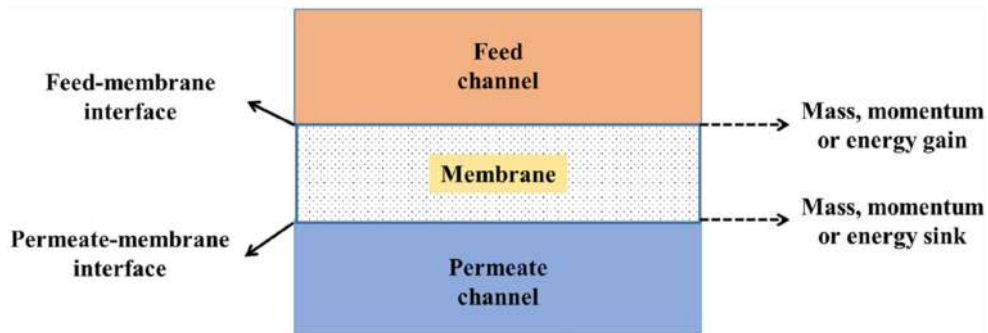 Feed
channel
Feed-membrane
interface
Mass, momentum
or energy gain
Membrane
Permeate-membrane
interface
Mass, momentum
or energy sink
Permeate
channel